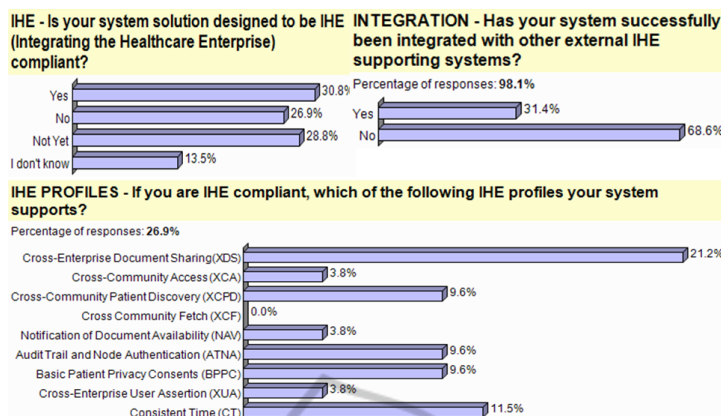 IHE - Is your system solution designed to be IHE
(Integrating the Healthcare Enterprise)
compliant?
Yes 30.8%
No 26.9%
Not Yet 28.8%
I don't know 13.5%
INTEGRATION - Has your system successfully
been integrated with other external IHE
supporting systems?
Percentage of responses: 98.1%
Yes 31.4%
No 68.6%
IHE PROFILES - If you are IHE compliant, which of the following IHE profiles your system
supports?
Percentage of responses: 26.9%
Cross-Enterprise Document Sharing(XDS) 21.2%
Cross-Community Access (XCA) 3.8%
Cross-Community Patient Discovery (XCPD) 9.6%
Cross Community Fetch (XCF) 0.0%
Notification of Document Availability (NAV) 3.8%
Audit Trail and Node Authentication (ATNA) 9.6%
Basic Patient Privacy Consents (BPPC) 9.6%
Cross-Enterprise User Assertion (XUA) 3.8%
Consistent Time (CT) 11.5%